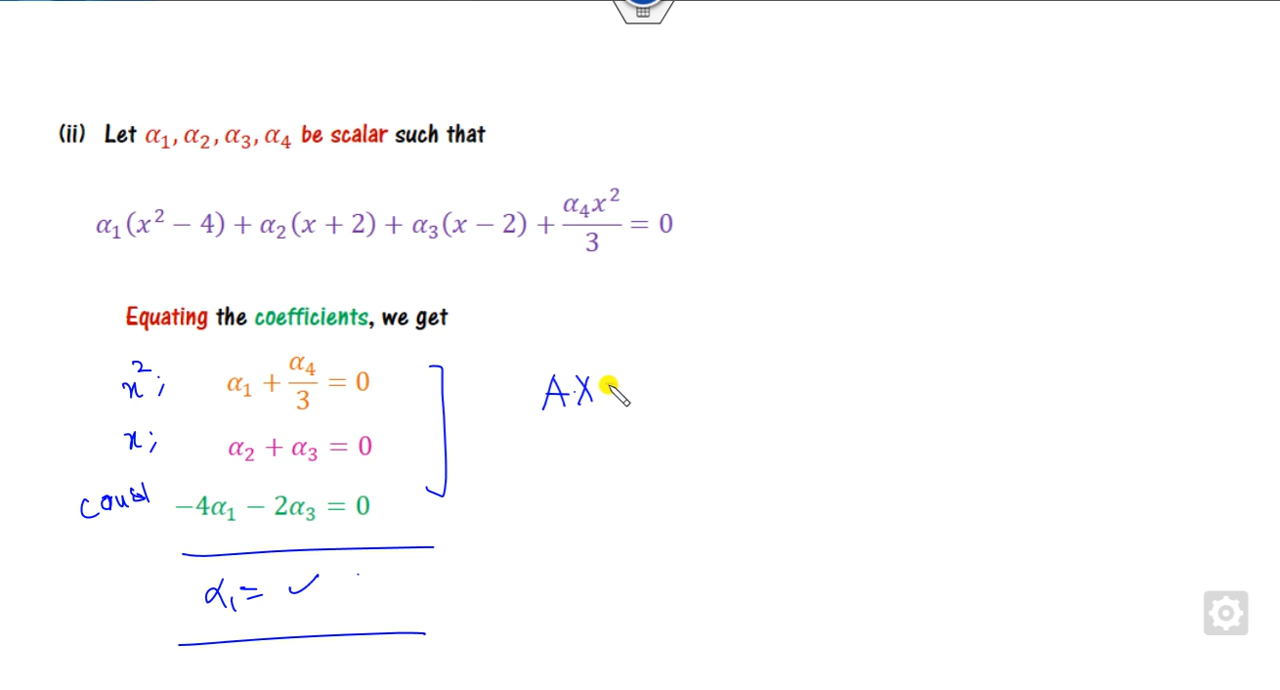 (ii) Let α₁, α₂, α₃, α₄ be scalar such that
α₁(x² − 4) + α₂(x + 2) + α₃(x − 2) + α₄x²/3 = 0
Equating the coefficients, we get
x²; α₁ + α₄/3 = 0
A·X
x; α₂ + α₃ = 0
const −4α₁ − 2α₃ = 0
α₁ = ✓